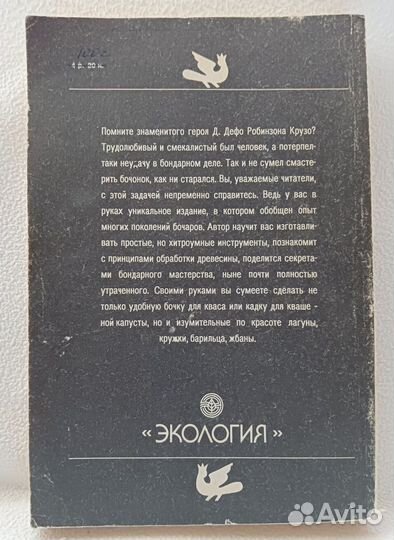 4 р. 20 к.
Помните знаменитого героя Д. Дефо Робинзона Крузо?
Трудолюбивый и смекалистый был человек, а потерпел-
таки неудачу в бондарном деле. Так и не сумел смасте-
рить бочонок, как ни старался. Вы, уважаемые читатели,
с этой задачей непременно справитесь. Ведь у вас в
руках уникальное издание, в котором обобщен опыт
многих поколений бочаров. Автор научит вас изготавли-
вать простые, но хитроумные инструменты, познакомит
с принципами обработки древесины, поделится секрета-
ми бондарного мастерства, ныне почти полностью
утраченного. Своими руками вы сумеете сделать не
только удобную бочку для кваса или кадку для кваше-
ной капусты, но и изумительные по красоте лагуны,
кружки, барильца, жбаны.
« ЭКОЛОГИЯ »
Avito